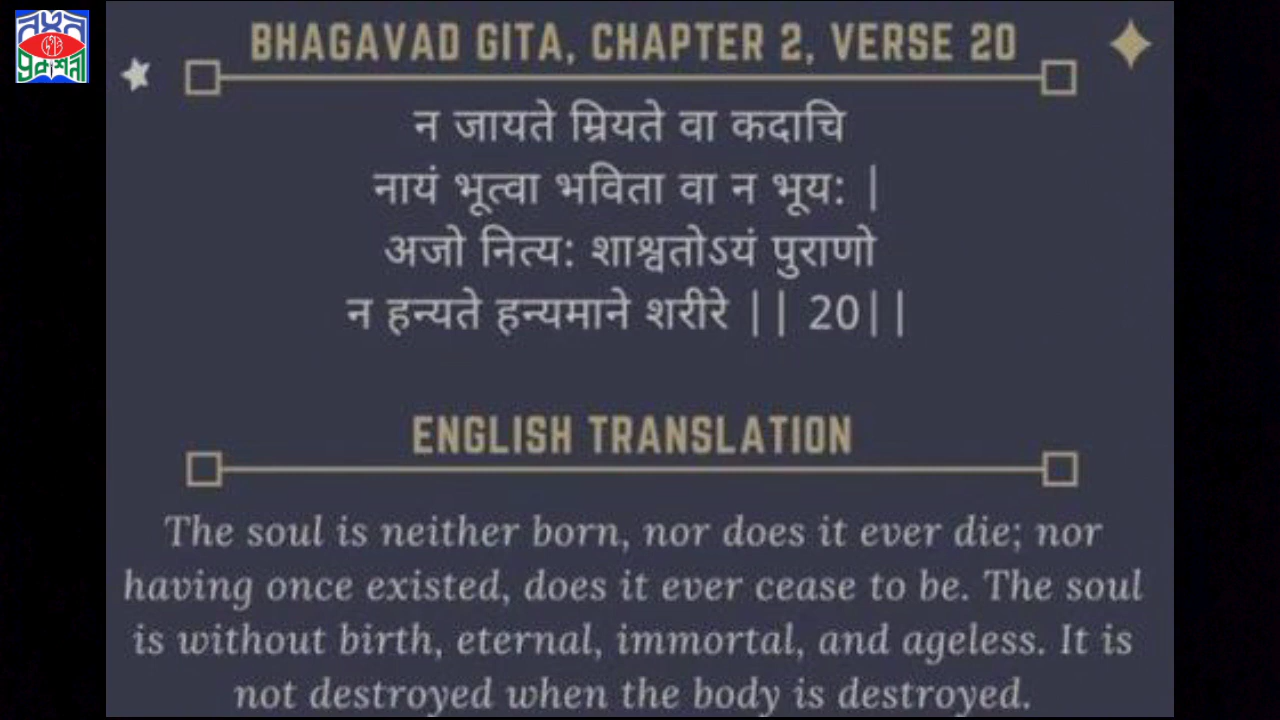 BHAGAVAD GITA, CHAPTER 2, VERSE 20
न जायते म्रियते वा कदाचि
नायं भूत्वा भविता वा न भूय: |
अजो नित्य: शाश्वतोऽयं पुराणो
न हन्यते हन्यमाने शरीरे || 20||
ENGLISH TRANSLATION
The soul is neither born, nor does it ever die; nor
having once existed, does it ever cease to be. The soul
is without birth, eternal, immortal, and ageless. It is
not destroyed when the body is destroyed.